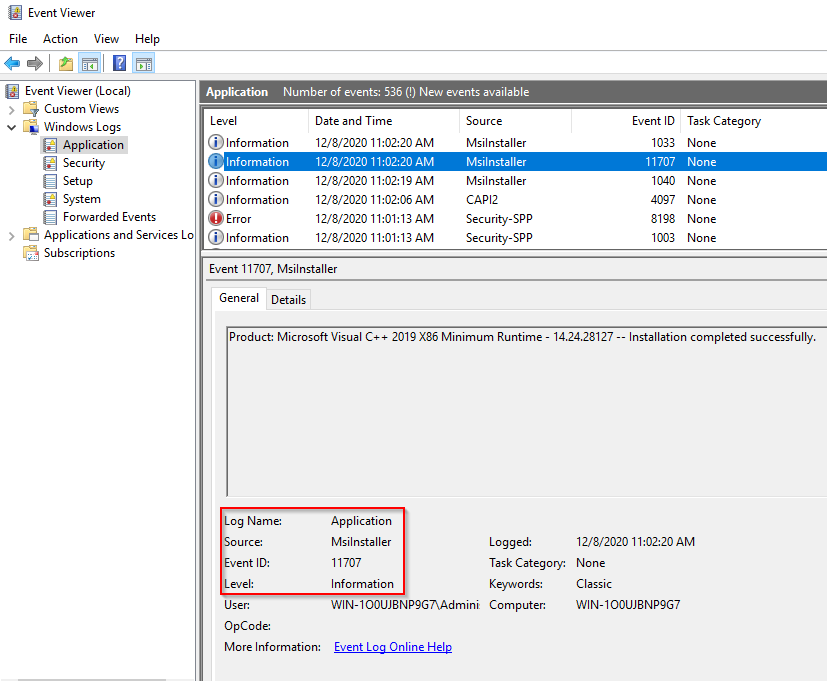 Event Viewer
File Action View Help
Event Viewer (Local)
Custom Views
Windows Logs
Application
Security
Setup
System
Forwarded Events
Applications and Services Lo
Subscriptions
Application Number of events: 536 (!) New events available
Level Date and Time Source Event ID Task Category
Information 12/8/2020 11:02:20 AM MsiInstaller 1033 None
Information 12/8/2020 11:02:20 AM MsiInstaller 11707 None
Information 12/8/2020 11:02:19 AM MsiInstaller 1040 None
Information 12/8/2020 11:02:06 AM CAPI2 4097 None
Error 12/8/2020 11:01:13 AM Security-SPP 8198 None
Information 12/8/2020 11:01:13 AM Security-SPP 1003 None
Event 11707, MsiInstaller
General Details
Product: Microsoft Visual C++ 2019 X86 Minimum Runtime - 14.24.28127 -- Installation completed successfully.
Log Name: Application
Source: MsiInstaller Logged: 12/8/2020 11:02:20 AM
Event ID: 11707 Task Category: None
Level: Information Keywords: Classic
User: WIN-1O0UJBNP9G7\Admini Computer: WIN-1O0UJBNP9G7
OpCode:
More Information: Event Log Online Help